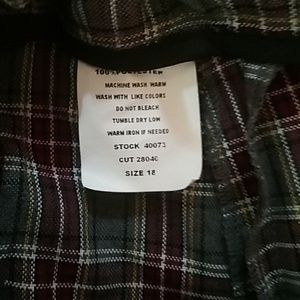 100% POLYESTER
MACHINE WASH WARM
WASH WITH LIKE COLORS
DO NOT BLEACH
TUMBLE DRY LOW
WARM IRON IF NEEDED
STOCK 40073
CUT 28040
SIZE 18